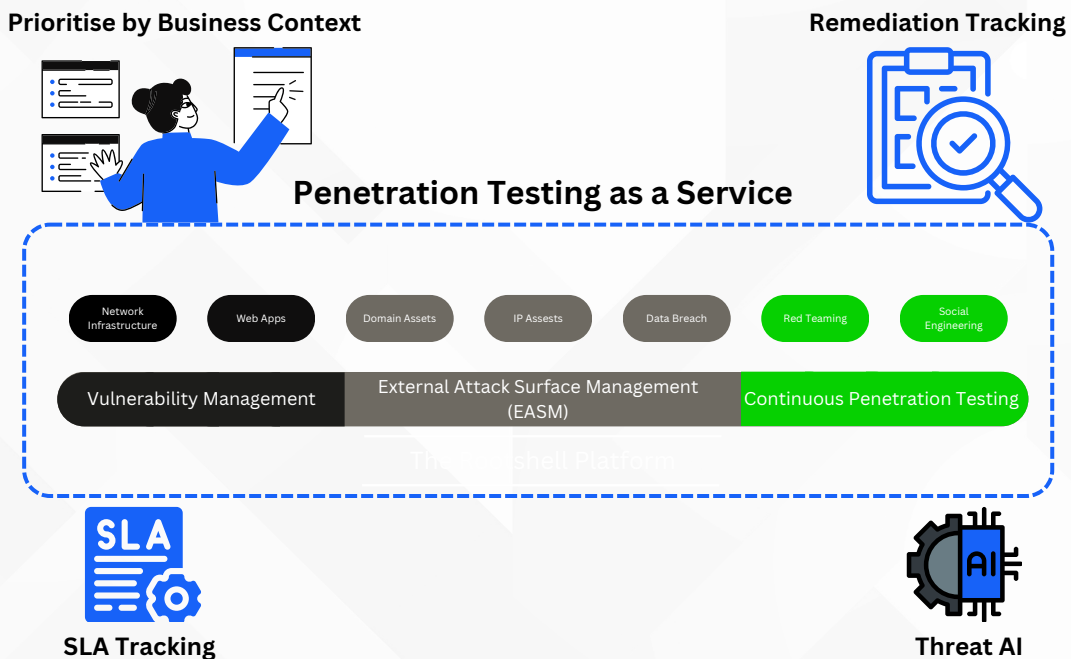 Prioritise by Business Context
Remediation Tracking
Penetration Testing as a Service
Network
Infrastructure
Web Apps
Domain Assets
IP Assests
Data Breach
Red Teaming
Social
Engineering
Vulnerability Management
External Attack Surface Management
(EASM)
Continuous Penetration Testing
Platform
SLA
AI
SLA Tracking
Threat AI